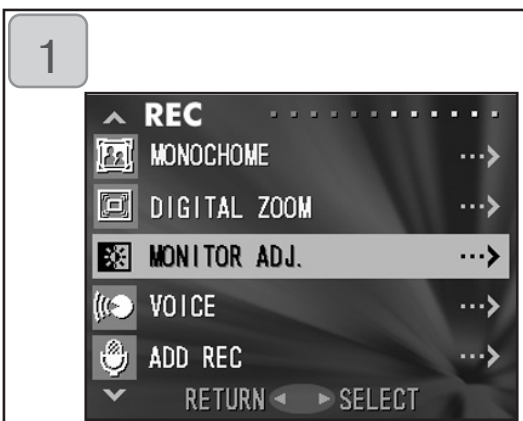 1
REC
MONOCHOME
DIGITAL ZOOM
MONITOR ADJ.
VOICE
ADD REC
RETURN SELECT